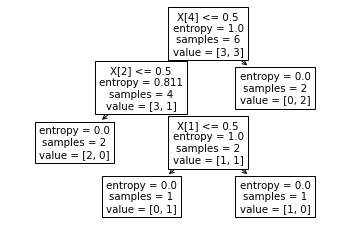 X[4] <= 0.5
entropy = 1.0
samples = 6
value = [3, 3]
X[2] <= 0.5
entropy = 0.811
samples = 4
value = [3, 1]
entropy = 0.0
samples = 2
value = [0, 2]
entropy = 0.0
samples = 2
value = [2, 0]
X[1] <= 0.5
entropy = 1.0
samples = 2
value = [1, 1]
entropy = 0.0
samples = 1
value = [0, 1]
entropy = 0.0
samples = 1
value = [1, 0]